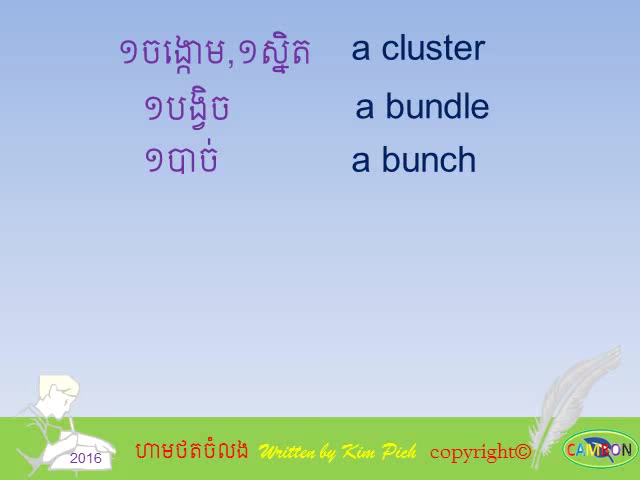 ១ចង្កោម,១ស្និត a cluster
១បង្វិច a bundle
១បាច់ a bunch
2016 ហាមថតចំលង Written by Kim Pich copyright© CAMBON